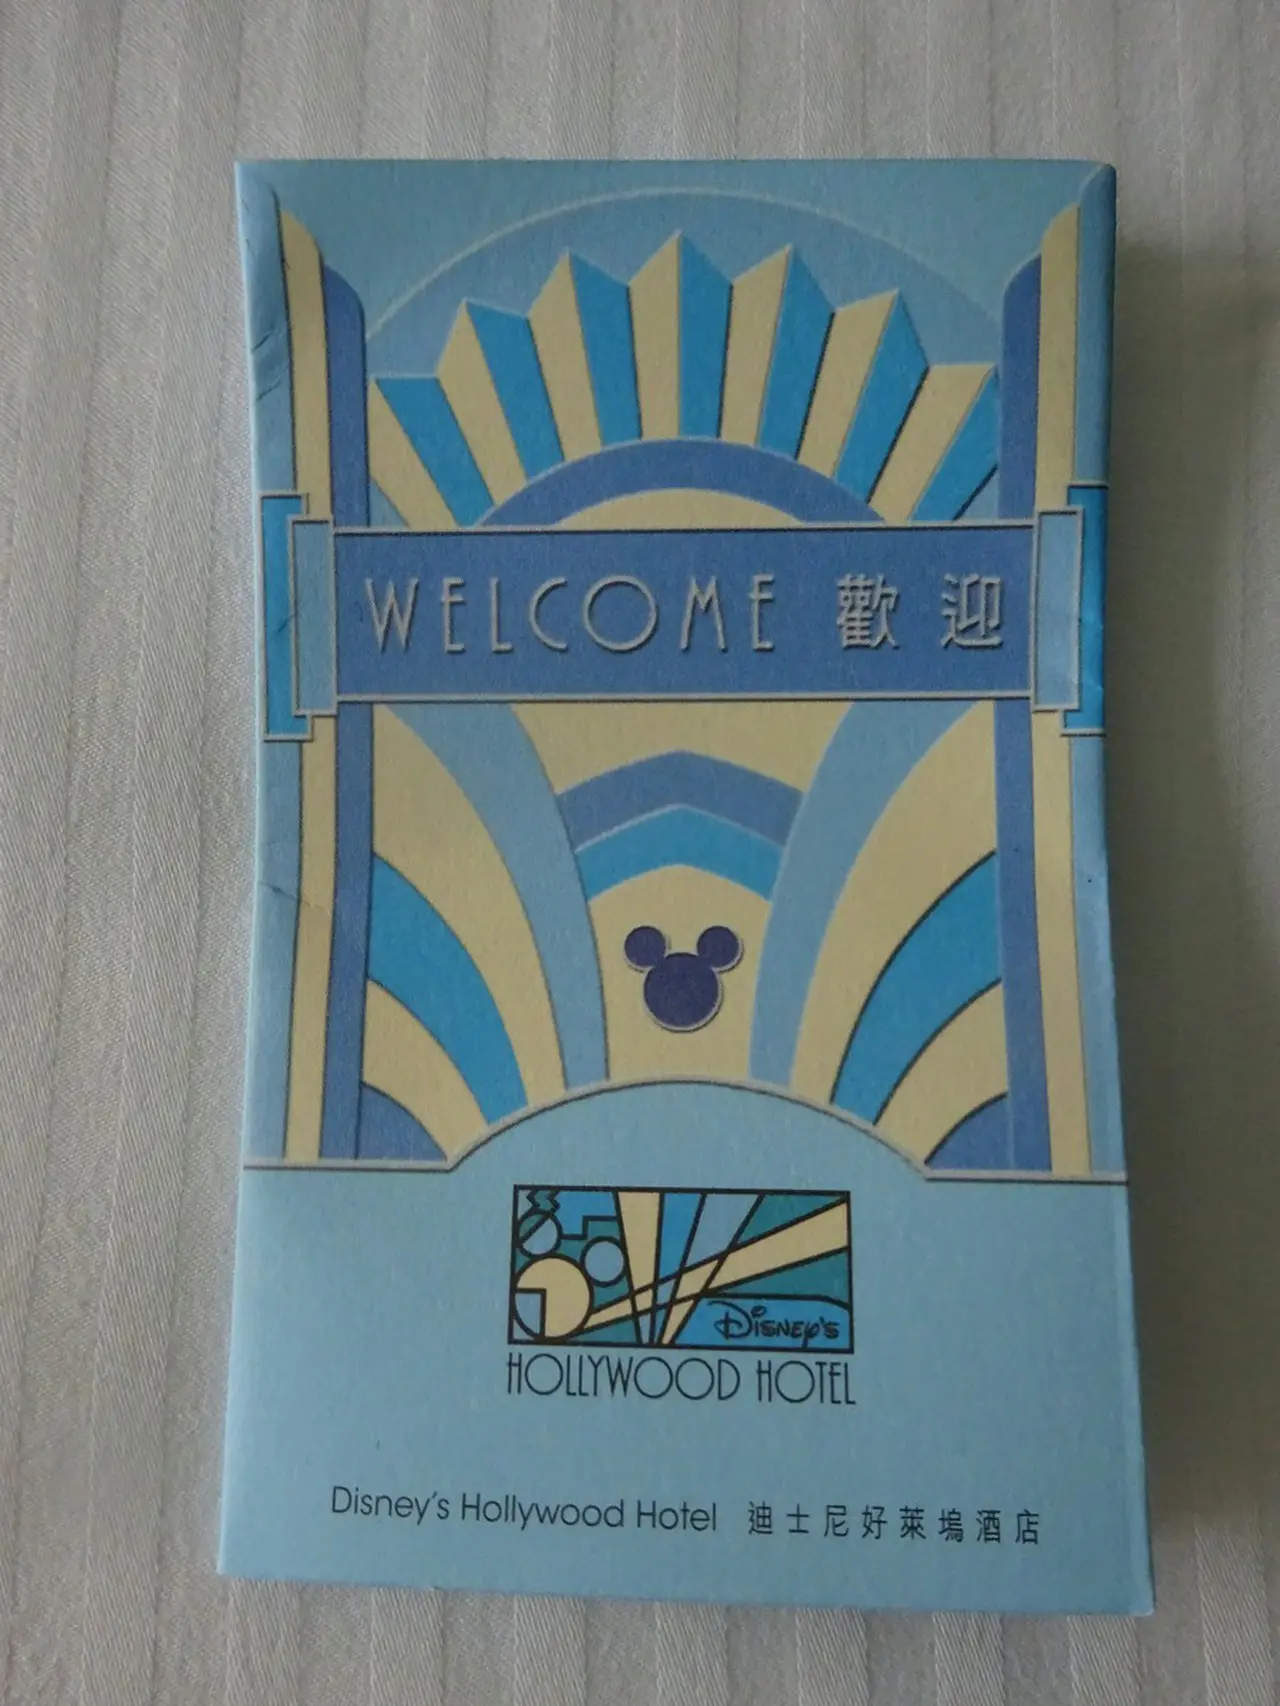 WELCOME 歡迎
DISNEY'S
HOLLYWOOD HOTEL
Disney's Hollywood Hotel 迪士尼好萊塢酒店